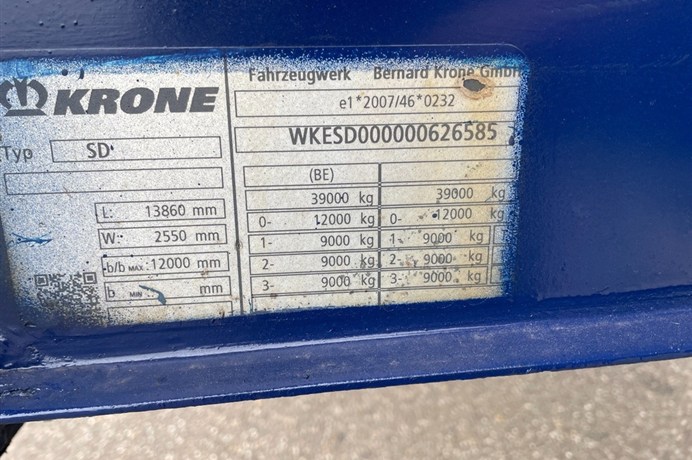 KRONE
Fahrzeugwerk Bernard Krone GmbH
e1*2007/46*0232
Typ SD
WKESD000000626585
(BE)
39000 kg 39000 kg
L: 13860 mm
0- 12000 kg 0- 12000 kg
W: 2550 mm
1- 9000 kg 1- 9000 kg
b/b MAX 12000 mm
2- 9000 kg 2- 9000 kg
b MIN mm
3- 9000 kg 3- 9000 kg